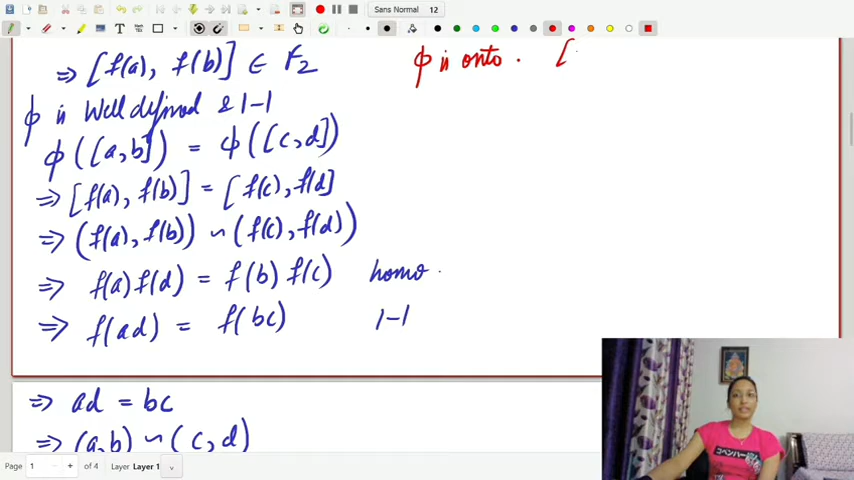 Sans Normal 12
⇒ [f(a), f(b)] ∈ F₂
φ is onto. [
φ is Well defined & 1-1
φ([a,b]) = φ([c,d])
⇒ [f(a), f(b)] = [f(c), f(d]
⇒ (f(a), f(b)) ~ (f(c), f(d))
⇒ f(a) f(d) = f(b) f(c) homo.
⇒ f(ad) = f(bc) 1-1
⇒ ad = bc
⇒ (a,b) ~ (c,d)
Page 1 of 4 Layer Layer 1